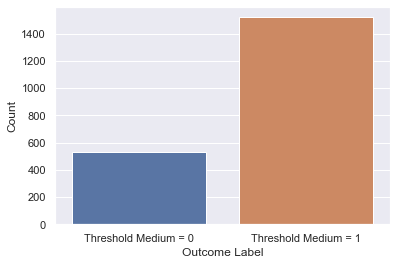 1400
1200
1000
800
600
400
200
0
Count
Threshold Medium = 0
Threshold Medium = 1
Outcome Label